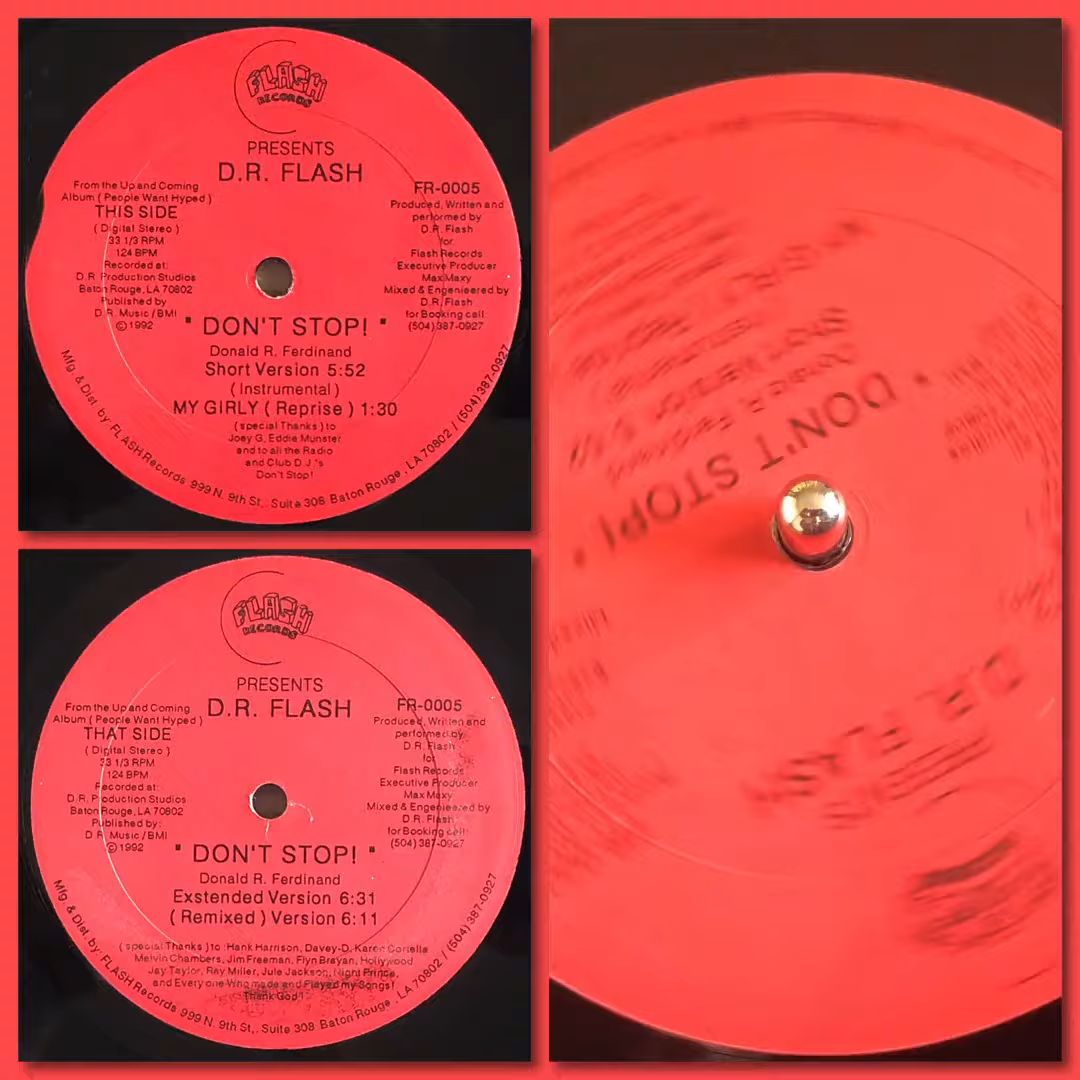 FLASH
RECORDS
PRESENTS
D.R. FLASH
From the Up and Coming
Album ( People Want Hyped )
THIS SIDE
( Digital Stereo )
33 1/3 RPM
124 BPM
Recorded at:
D.R. Production Studios
Baton Rouge, LA 70802
Published by
D.R. Music / BMI
©1992
FR-0005
Produced, Written and
performed by
D.R. Flash
for
Flash Records
Executive Producer
Max Maxy
Mixed & Engenieered by
D.R. Flash
for Booking call:
(504) 387-0927
" DON'T STOP! "
Donald R. Ferdinand
Short Version 5:52
( Instrumental )
MY GIRLY ( Reprise ) 1:30
( special Thanks ) to
Joey G, Eddie Munster
and to all the Radio
and Club D.J.'s
Don't Stop!
Mfg. & Dist. by: FLASH Records 999 N. 9th St,. Suite 308 Baton Rouge, LA 70802 / (504) 387-0927
FLASH
RECORDS
PRESENTS
D.R. FLASH
From the Up and Coming
Album ( People Want Hyped )
THAT SIDE
( Digital Stereo )
33 1/3 RPM
124 BPM
Recorded at:
D.R. Production Studios
Baton Rouge, LA 70802
Published by:
D.R. Music / BMI
©1992
FR-0005
Produced, Written and
performed by
D.R. Flash
for
Flash Records
Executive Producer
Max Maxy
Mixed & Engenieered by
D.R. Flash
for Booking call:
(504) 387-0927
" DON'T STOP! "
Donald R. Ferdinand
Exstended Version 6:31
( Remixed ) Version 6:11
( special Thanks ) to :Hank Harrison, Davey-D, Karen Cortella
Melvin Chambers, Jim Freeman, Flyn Brayan, Hollywood
Jay Taylor, Ray Miller, Jule Jackson, Night Prince,
and Everyone Who made and Played my Songs!
Thank God!
Mfg. & Dist. by: FLASH Records 999 N. 9th St,. Suite 308 Baton Rouge, LA 70802 / (504) 387-0927
" DON'T STOP! "
D.R. FLASH